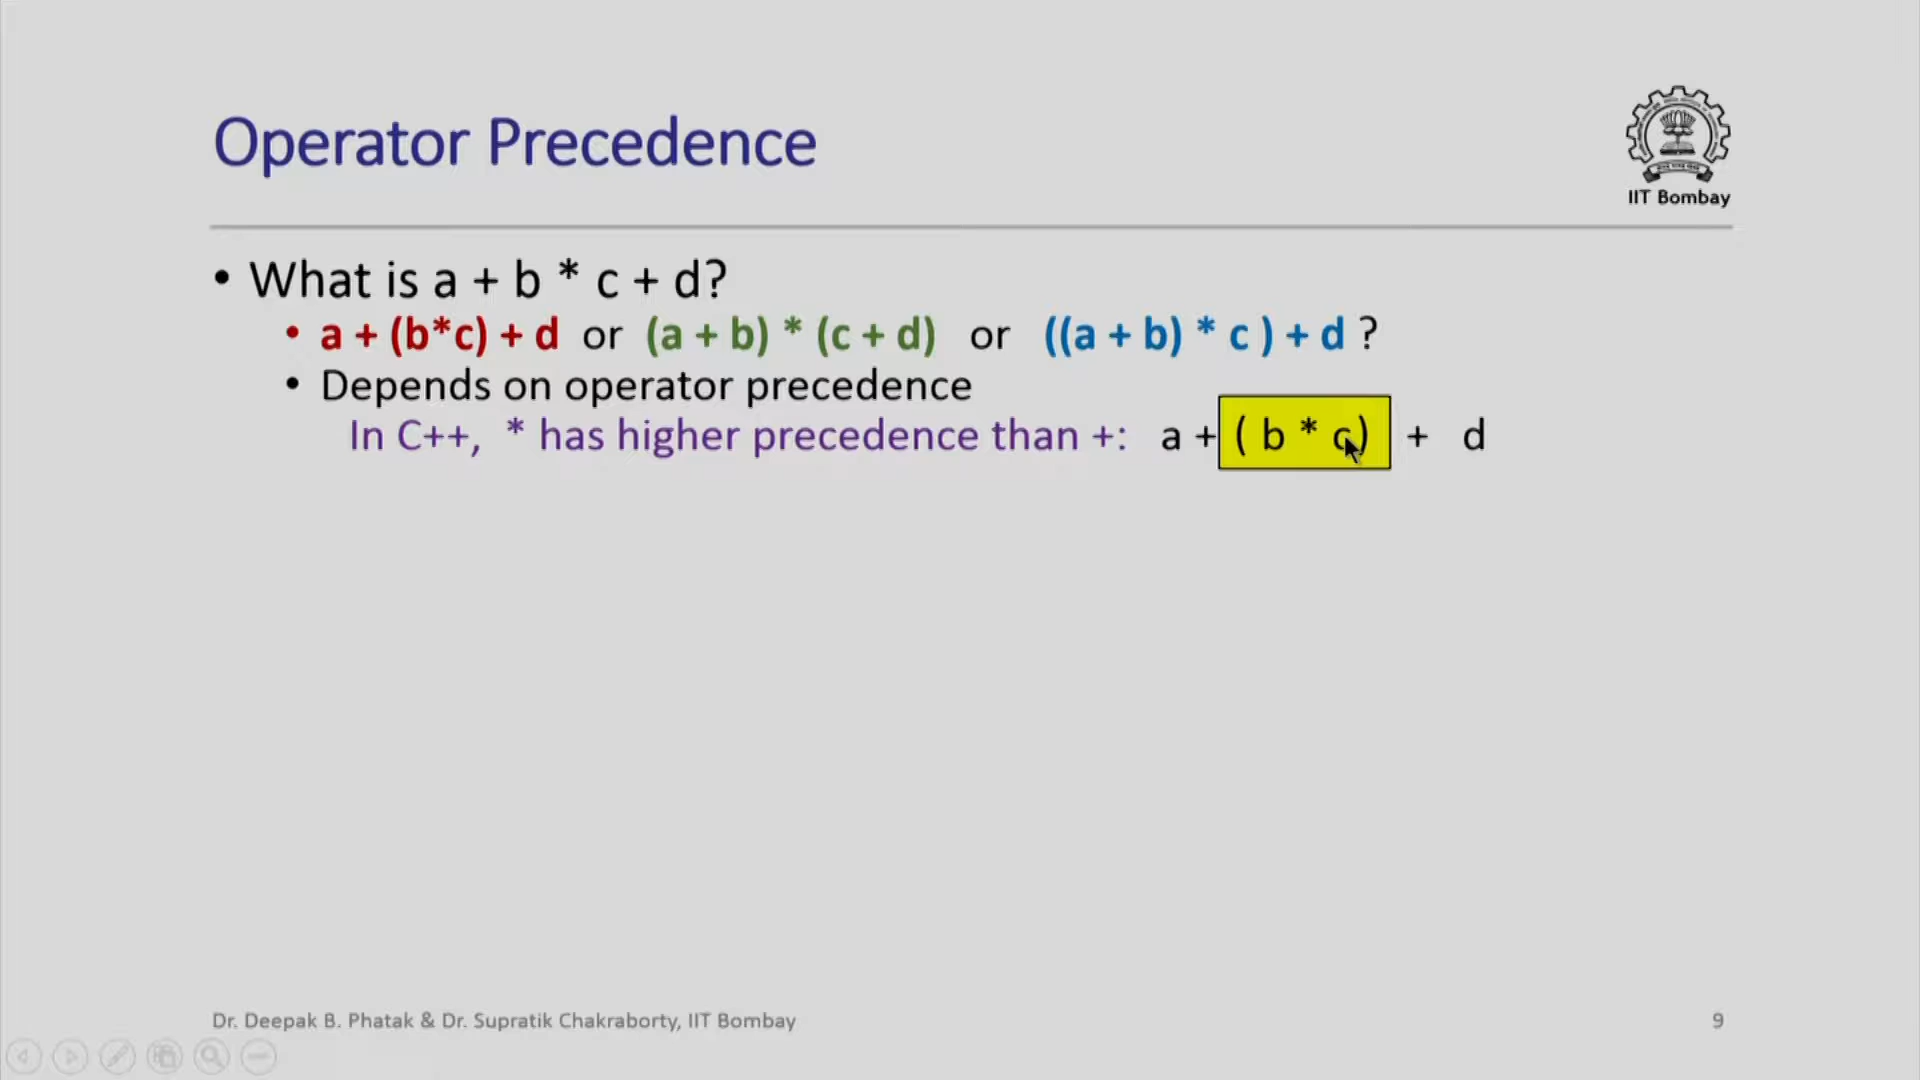 Operator Precedence
IIT Bombay
• What is a + b * c + d?
• a + (b*c) + d or (a + b) * (c + d) or ((a + b) * c ) + d ?
• Depends on operator precedence
In C++, * has higher precedence than +: a + ( b * c) + d
Dr. Deepak B. Phatak & Dr. Supratik Chakraborty, IIT Bombay
9